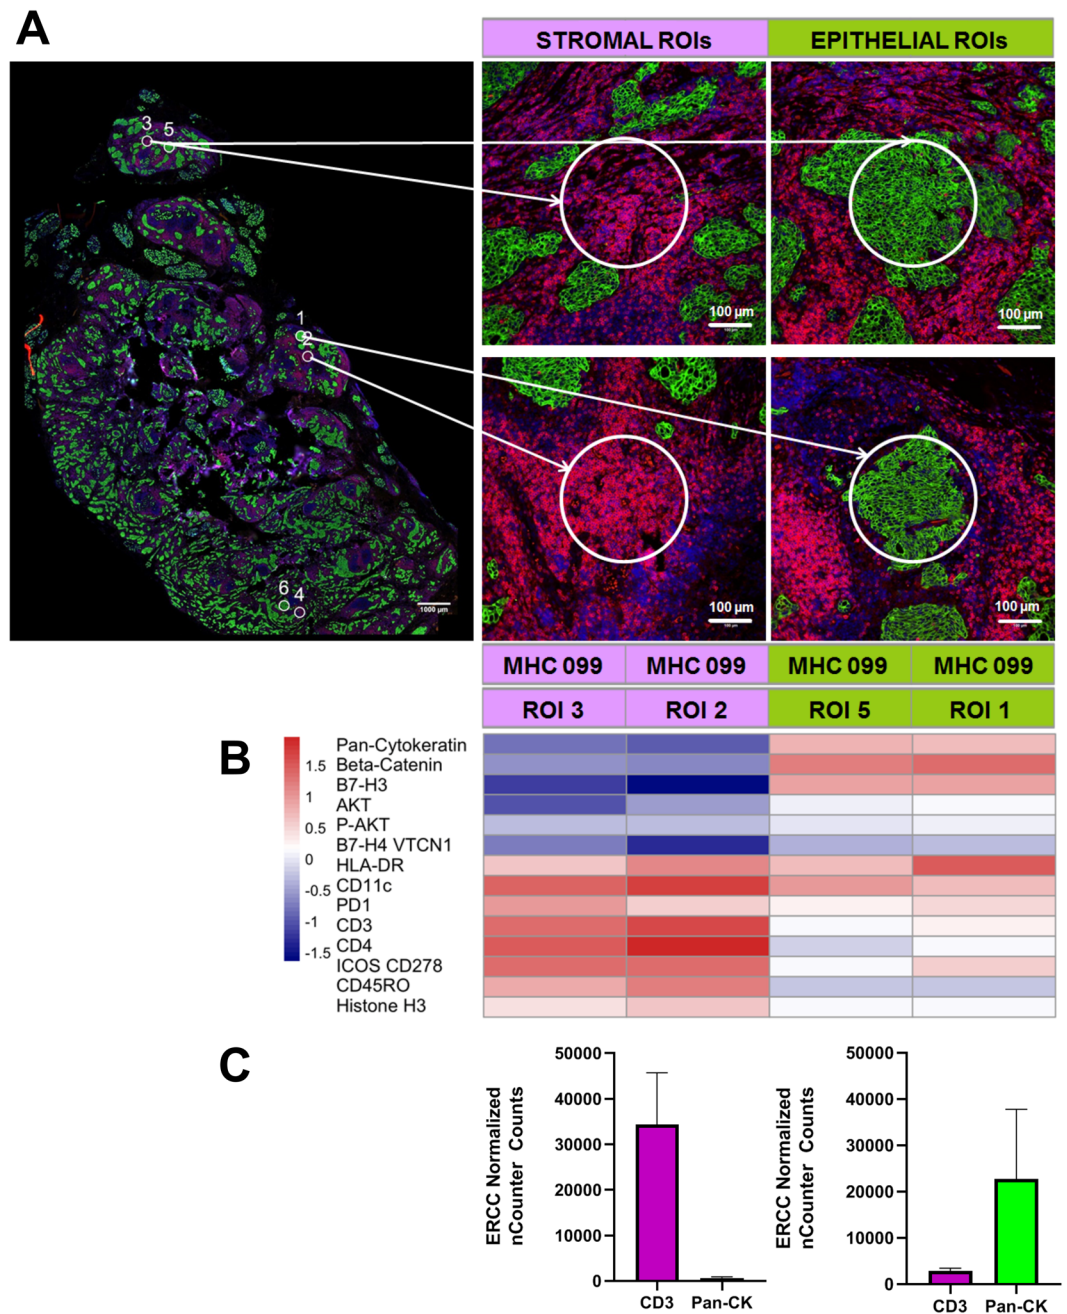 A
STROMAL ROIs EPITHELIAL ROIs
3 5
1
2
6 4
1000 µm
100 µm
100 µm
100 µm
100 µm
MHC 099 MHC 099 MHC 099 MHC 099
ROI 3 ROI 2 ROI 5 ROI 1
B
1.5
1
0.5
0
-0.5
-1
-1.5
Pan-Cytokeratin
Beta-Catenin
B7-H3
AKT
P-AKT
B7-H4 VTCN1
HLA-DR
CD11c
PD1
CD3
CD4
ICOS CD278
CD45RO
Histone H3
C
ERCC Normalized
nCounter Counts
50000
40000
30000
20000
10000
0
CD3 Pan-CK
ERCC Normalized
nCounter Counts
50000
40000
30000
20000
10000
0
CD3 Pan-CK